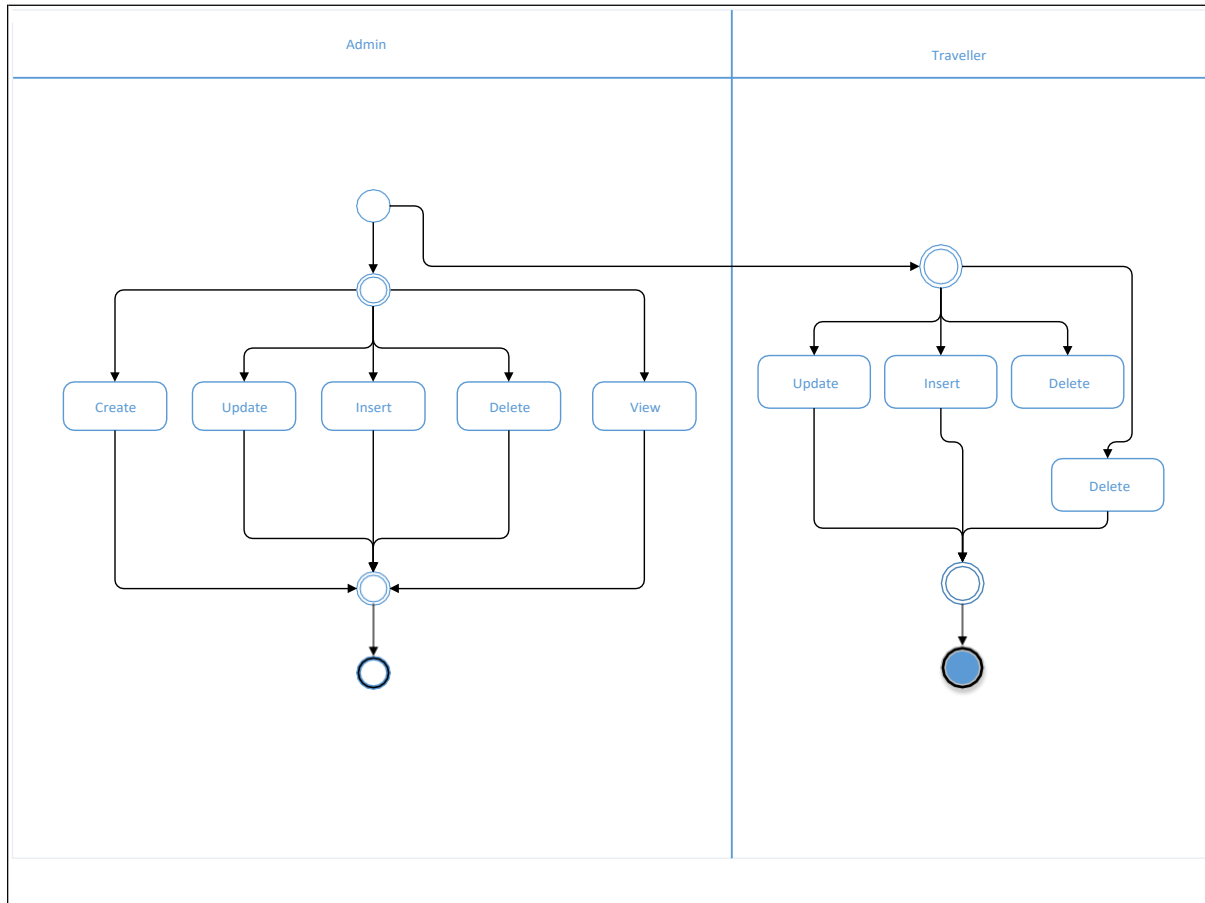 Admin
Traveller
Create
Update
Insert
Delete
View
Update
Insert
Delete
Delete